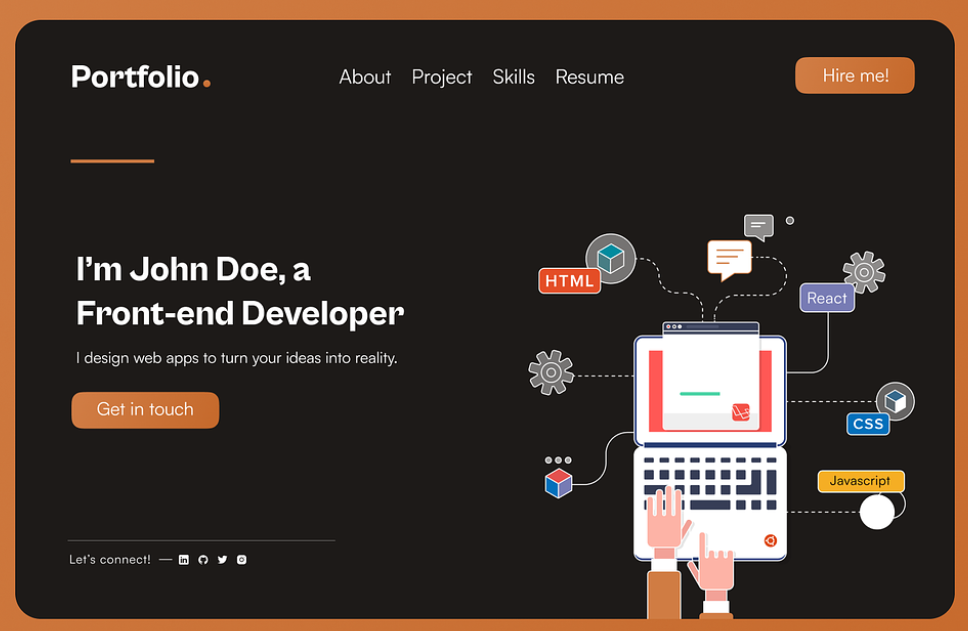 Portfolio.
About Project Skills Resume
Hire me!
I’m John Doe, a
Front-end Developer
I design web apps to turn your ideas into reality.
Get in touch
Let’s connect! —
HTML
React
CSS
Javascript